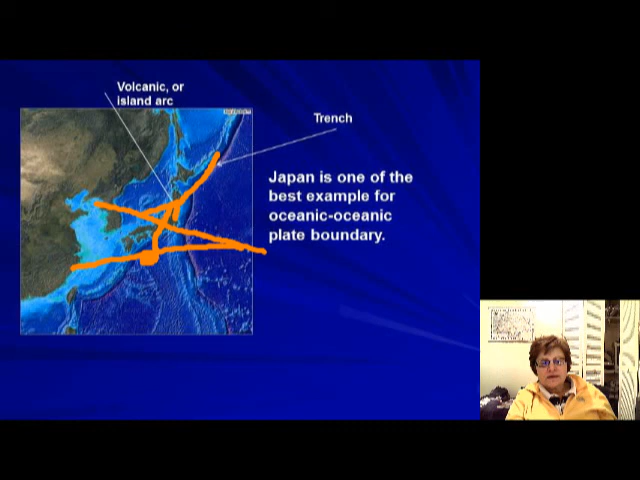 Volcanic, or
island arc
Trench
Japan is one of the
best example for
oceanic-oceanic
plate boundary.